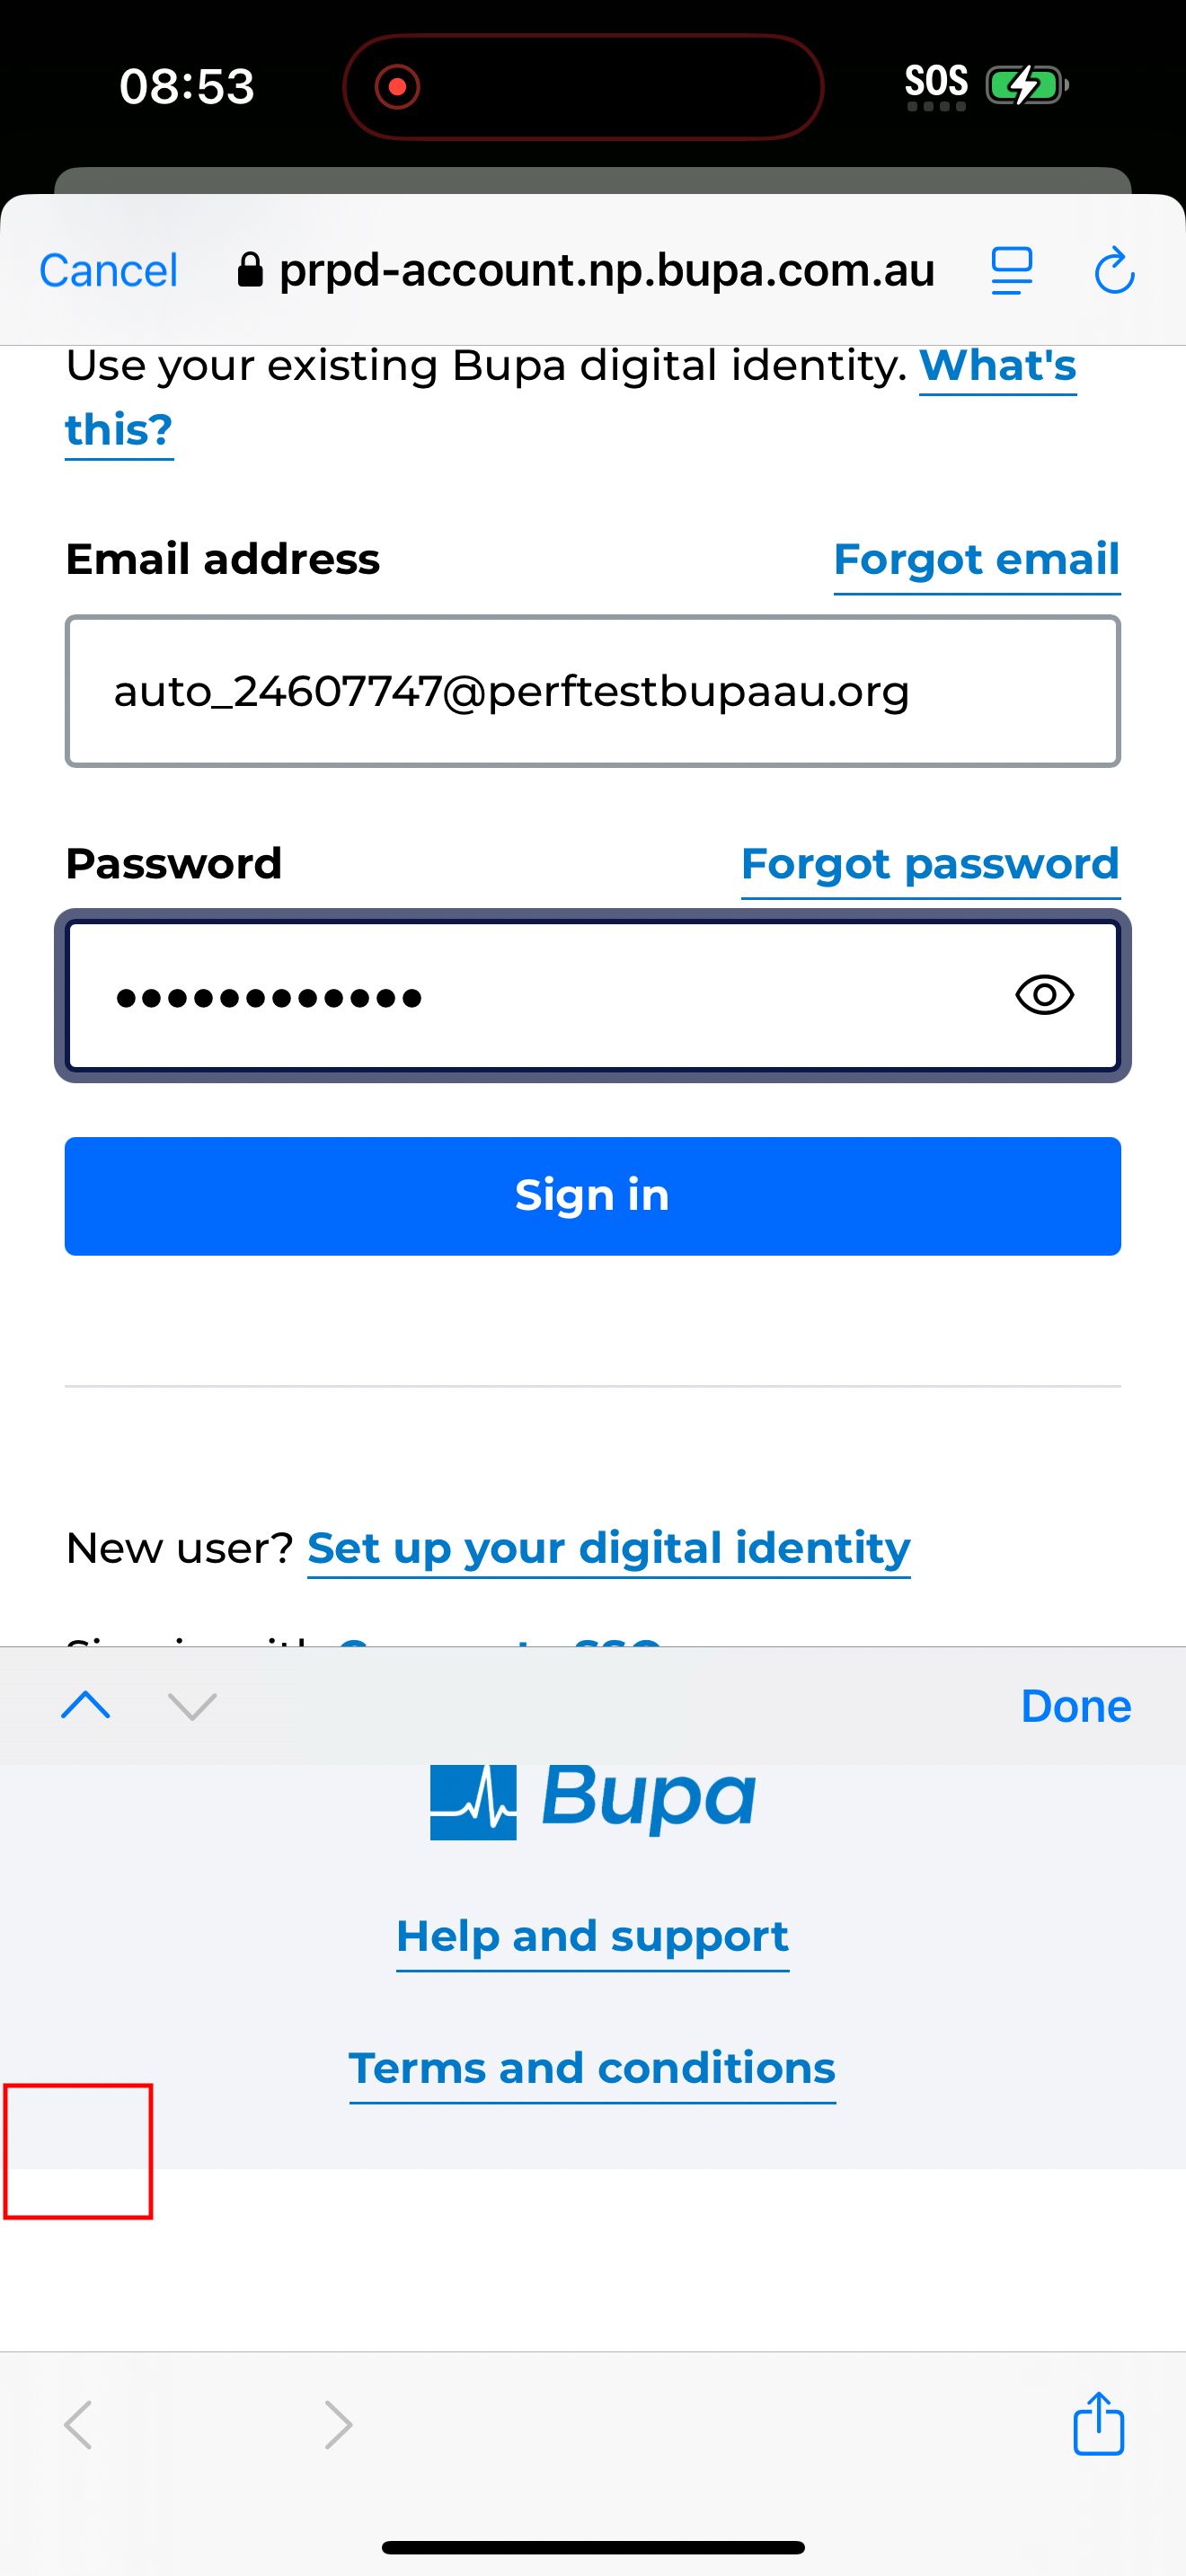 08:53
SOS
Cancel
prpd-account.np.bupa.com.au
Use your existing Bupa digital identity. What's
this?
Email address
Forgot email
auto_24607747@perftestbupaau.org
Password
Forgot password
Sign in
New user? Set up your digital identity
Done
Bupa
Help and support
Terms and conditions